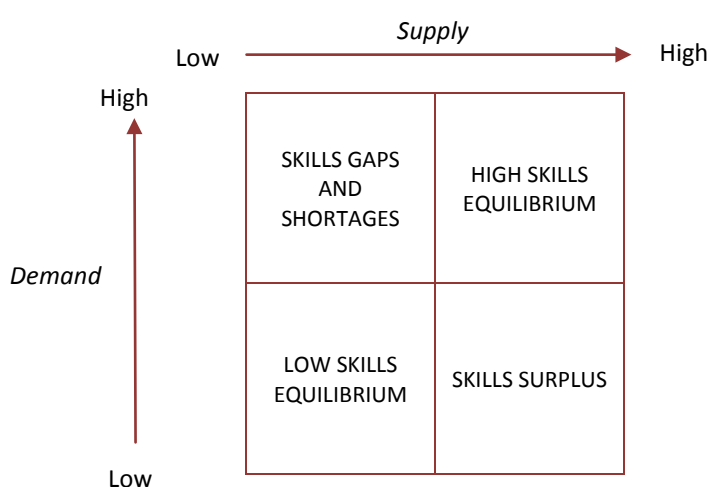 Supply
Low
High
High
SKILLS GAPS
AND
SHORTAGES
HIGH SKILLS
EQUILIBRIUM
Demand
LOW SKILLS
EQUILIBRIUM
SKILLS SURPLUS
Low